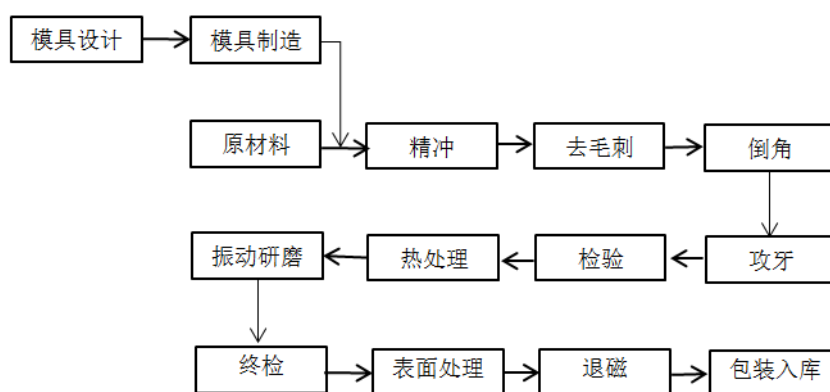 模具设计
模具制造
原材料
精冲
去毛刺
倒角
振动研磨
热处理
检验
攻牙
终检
表面处理
退磁
包装入库